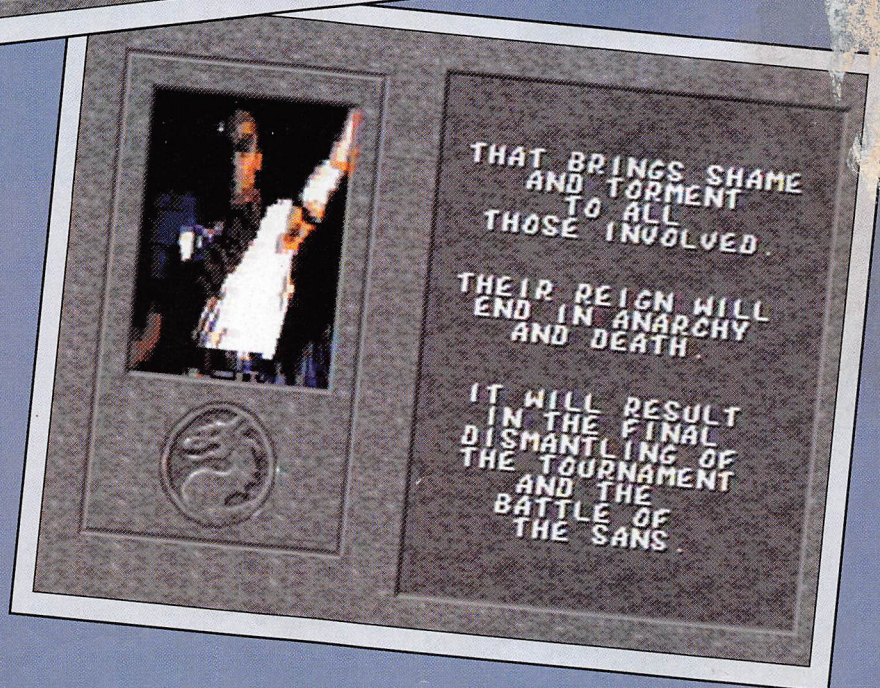 THAT BRINGS SHAME
AND TORMENT
TO ALL
THOSE INVOLVED.
THEIR REIGN WILL
END IN ANARCHY
AND DEATH.
IT WILL RESULT
IN THE FINAL
DISMANTLING OF
THE TOURNAMENT
AND THE
BATTLE OF
THE SANS.